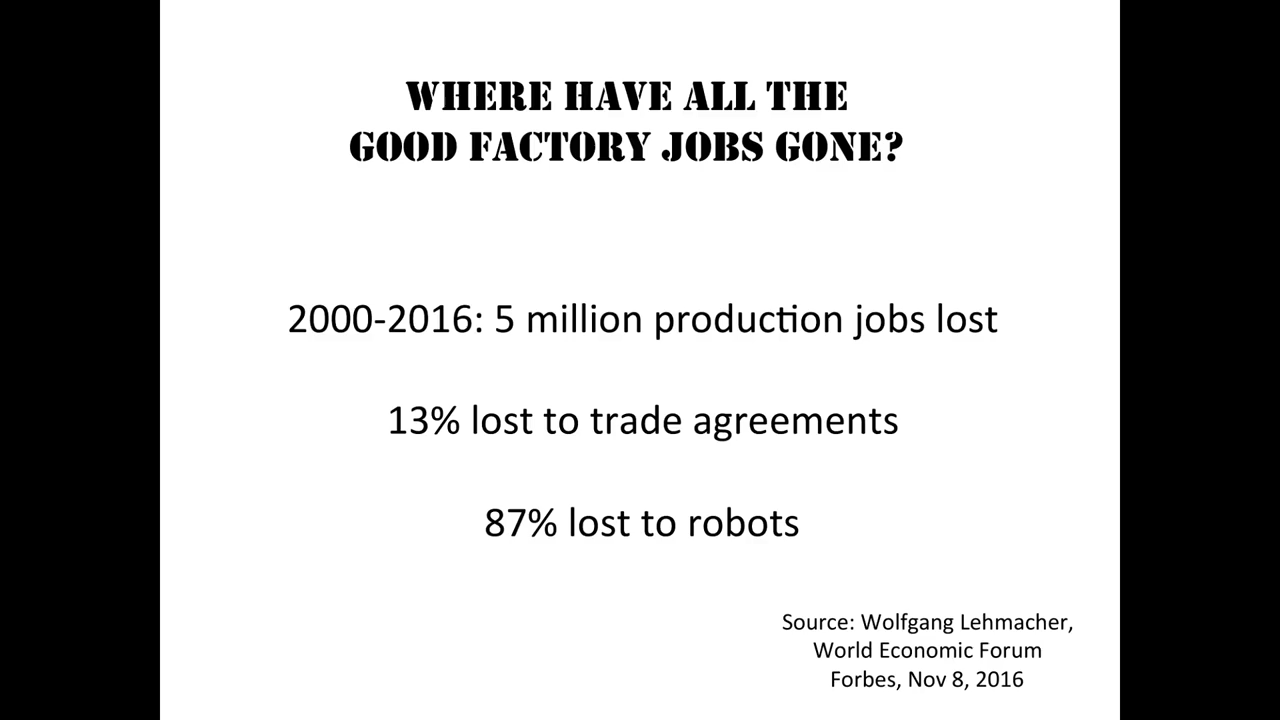 WHERE HAVE ALL THE
GOOD FACTORY JOBS GONE?
2000-2016: 5 million production jobs lost
13% lost to trade agreements
87% lost to robots
Source: Wolfgang Lehmacher,
World Economic Forum
Forbes, Nov 8, 2016